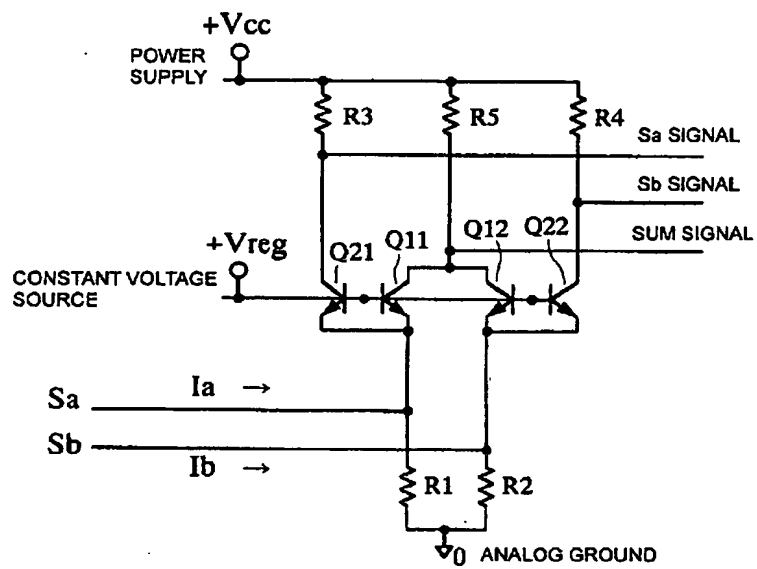 +Vcc
POWER
SUPPLY
R3
R5
R4
Sa SIGNAL
Sb SIGNAL
SUM SIGNAL
+Vreg
Q21
Q11
Q12
Q22
CONSTANT VOLTAGE
SOURCE
Ia →
Sa
Sb
Ib →
R1
R2
0 ANALOG GROUND